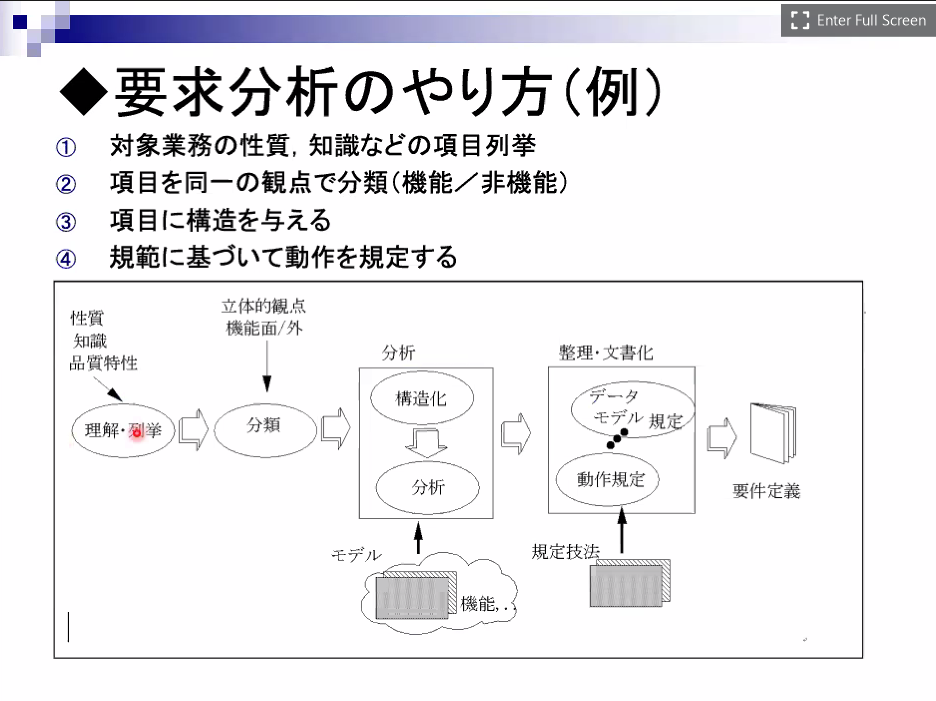 Enter Full Screen
◆要求分析のやり方（例）
① 対象業務の性質，知識などの項目列挙
② 項目を同一の観点で分類（機能／非機能）
③ 項目に構造を与える
④ 規範に基づいて動作を規定する
性質
知識
品質特性
立体的観点
機能面/外
分析
整理・文書化
理解・列挙
分類
構造化
分析
データ
モデル 規定
動作規定
要件定義
モデル
機能, . .
規定技法